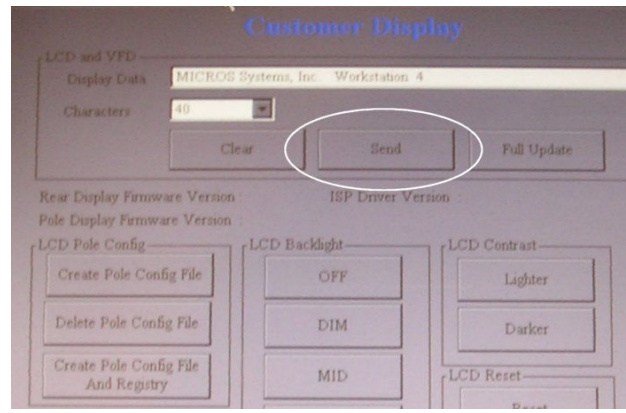 Customer Display
LCD and VFD
Display Data MICROS Systems, Inc. Workstation 4
Characters 40
Clear Send Full Update
Rear Display Firmware Version : ISP Driver Version :
Pole Display Firmware Version :
LCD Pole Config LCD Backlight LCD Contrast
Create Pole Config File OFF Lighter
Delete Pole Config File DIM Darker
Create Pole Config File
And Registry MID LCD Reset
Reset